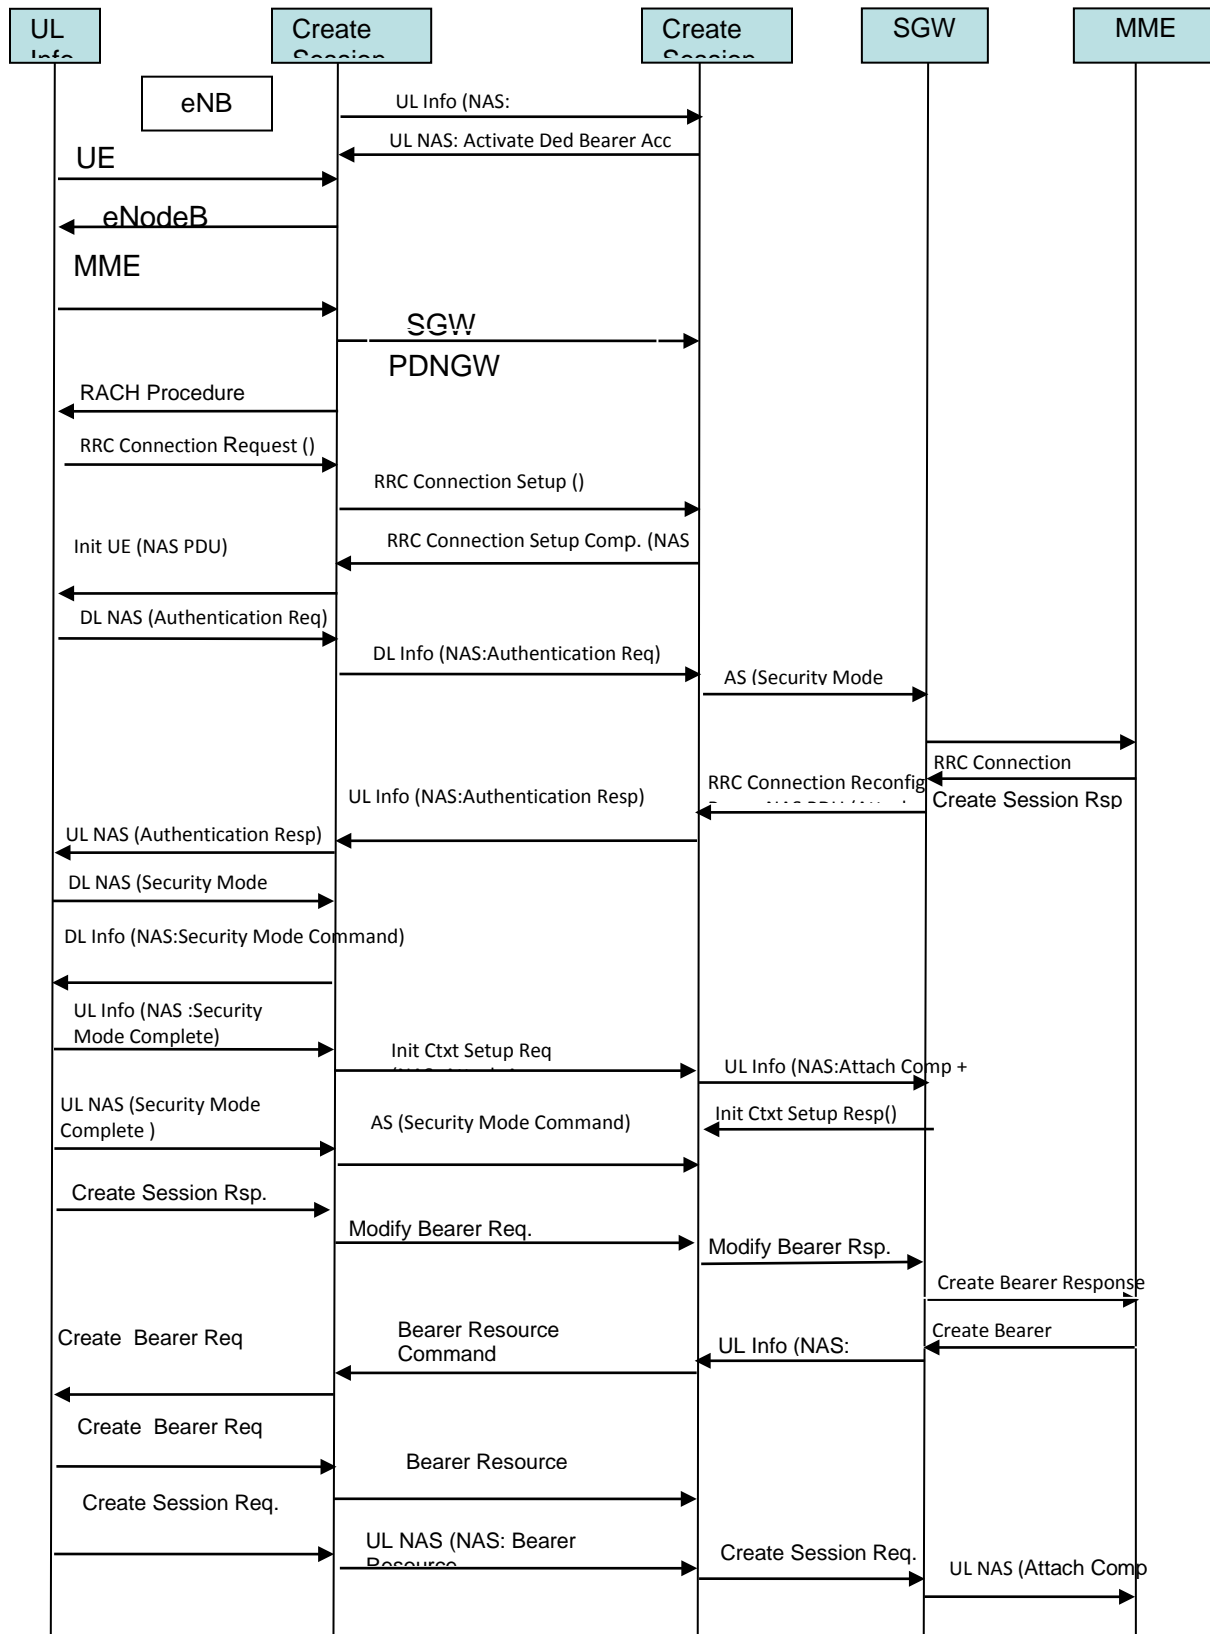 UL
Info
Create
Session
Create
Session
SGW
MME
eNB
UL Info (NAS:
UL NAS: Activate Ded Bearer Acc
UE
eNodeB
MME
SGW
PDNGW
RACH Procedure
RRC Connection Request ()
RRC Connection Setup ()
RRC Connection Setup Comp. (NAS
Init UE (NAS PDU)
DL NAS (Authentication Req)
DL Info (NAS:Authentication Req)
AS (Security Mode
RRC Connection
RRC Connection Reconfig
Create Session Rsp
UL Info (NAS:Authentication Resp)
UL NAS (Authentication Resp)
DL NAS (Security Mode
DL Info (NAS:Security Mode Command)
UL Info (NAS :Security
Mode Complete)
Init Ctxt Setup Req
UL Info (NAS:Attach Comp +
UL NAS (Security Mode
Complete )
AS (Security Mode Command)
Init Ctxt Setup Resp()
Create Session Rsp.
Modify Bearer Req.
Modify Bearer Rsp.
Create Bearer Response
Create Bearer Req
Bearer Resource
Command
UL Info (NAS:
Create Bearer
Create Bearer Req
Bearer Resource
Create Session Req.
UL NAS (NAS: Bearer
Resource
Create Session Req.
UL NAS (Attach Comp